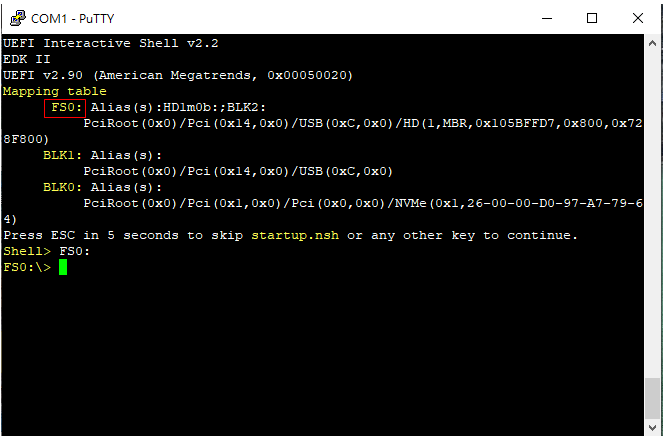 COM1 - PuTTY
UEFI Interactive Shell v2.2
EDK II
UEFI v2.90 (American Megatrends, 0x00050020)
Mapping table
FS0: Alias(s):HD1m0b:;BLK2:
PciRoot(0x0)/Pci(0x14,0x0)/USB(0xC,0x0)/HD(1,MBR,0x105BFFD7,0x800,0x72
8F800)
BLK1: Alias(s):
PciRoot(0x0)/Pci(0x14,0x0)/USB(0xC,0x0)
BLK0: Alias(s):
PciRoot(0x0)/Pci(0x1,0x0)/Pci(0x0,0x0)/NVMe(0x1,26-00-00-D0-97-A7-79-6
4)
Press ESC in 5 seconds to skip startup.nsh or any other key to continue.
Shell> FS0:
FS0:\>